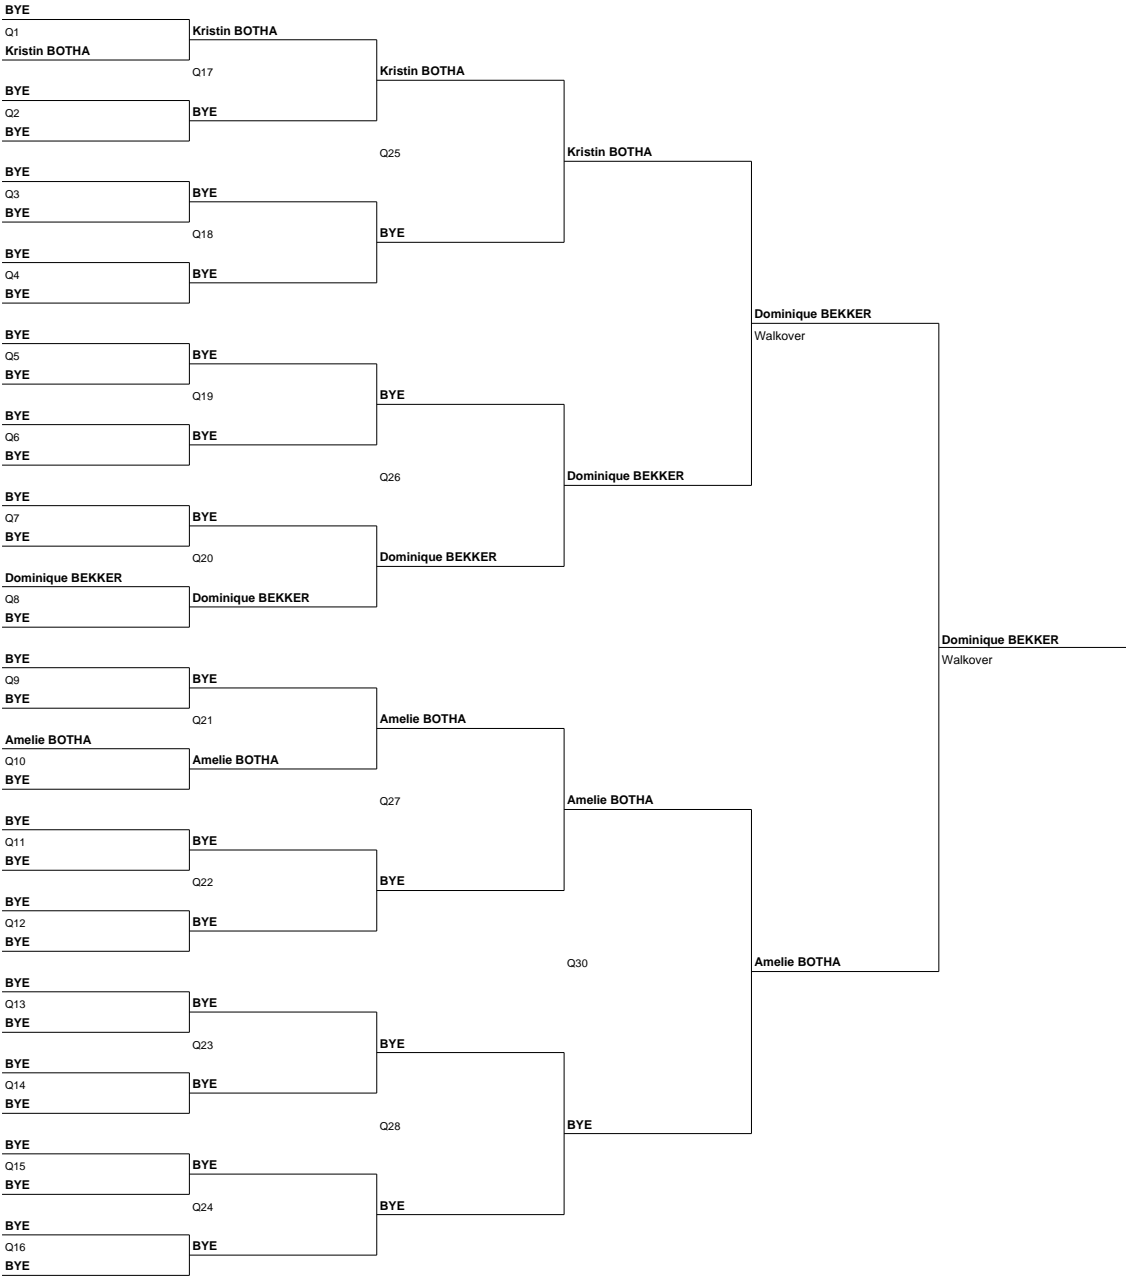 BYE
Q1
Kristin BOTHA
Kristin BOTHA
Q17
Kristin BOTHA
BYE
Q2
BYE
BYE
Q25
Kristin BOTHA
BYE
Q3
BYE
BYE
Q18
BYE
BYE
Q4
BYE
BYE
Dominique BEKKER
Walkover
BYE
Q5
BYE
BYE
Q19
BYE
BYE
Q6
BYE
BYE
Q26
Dominique BEKKER
BYE
Q7
BYE
BYE
Q20
Dominique BEKKER
Dominique BEKKER
Q8
BYE
Dominique BEKKER
Dominique BEKKER
Walkover
BYE
Q9
BYE
BYE
Q21
Amelie BOTHA
Amelie BOTHA
Q10
BYE
Amelie BOTHA
Q27
Amelie BOTHA
BYE
Q11
BYE
BYE
Q22
BYE
BYE
Q12
BYE
BYE
Q30
Amelie BOTHA
BYE
Q13
BYE
BYE
Q23
BYE
BYE
Q14
BYE
BYE
Q28
BYE
BYE
Q15
BYE
BYE
Q24
BYE
BYE
Q16
BYE
BYE